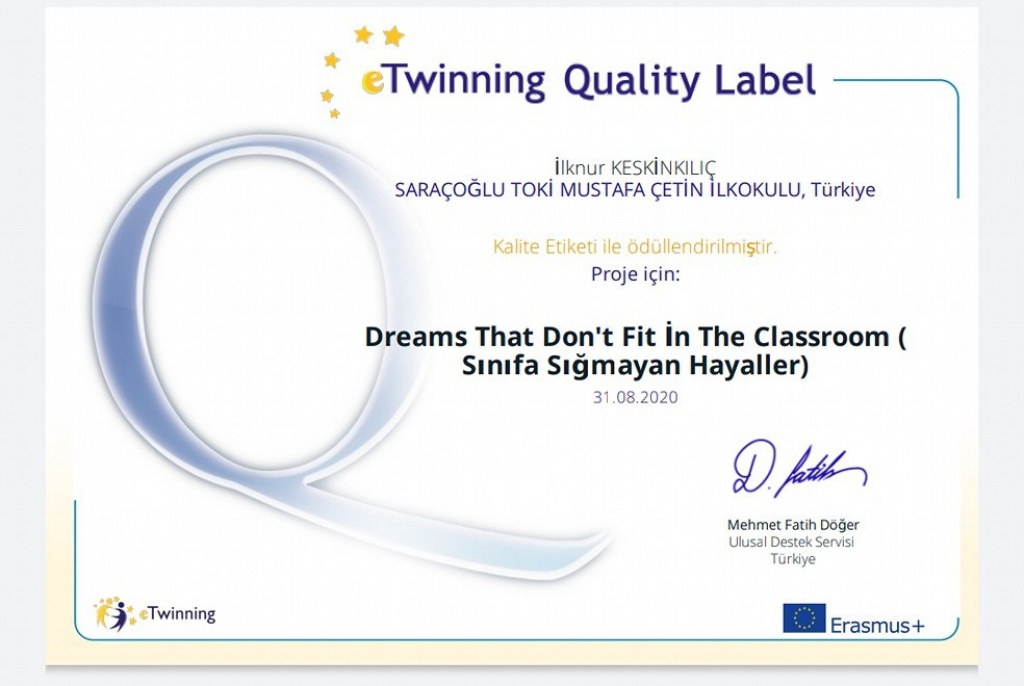 eTwinning Quality Label
İlknur KESKİNKILIÇ
SARAÇOĞLU TOKİ MUSTAFA ÇETİN İLKOKULU, Türkiye
Kalite Etiketi ile ödüllendirilmiştir.
Proje için:
Dreams That Don't Fit İn The Classroom (
Sınıfa Sığmayan Hayaller)
31.08.2020
D. fatih
Mehmet Fatih Döğer
Ulusal Destek Servisi
Türkiye
eTwinning
Erasmus+